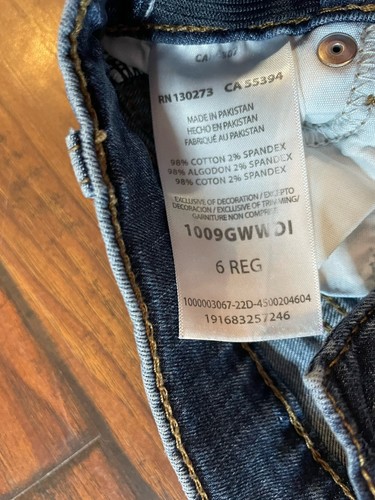 RN 130273 CA 55394
MADE IN PAKISTAN
HECHO EN PAKISTAN
FABRIQUÉ AU PAKISTAN
98% COTTON 2% SPANDEX
98% ALGODON 2% SPANDEX
98% COTON 2% SPANDEX
EXCLUSIVE OF DECORATION / EXCEPTO
DECORACION / EXCLUSIVE OF TRIMMING/
GARNITURE NON COMPRISE
1009GWWDI
6 REG
1000003067-22D-4500204604
191683257246